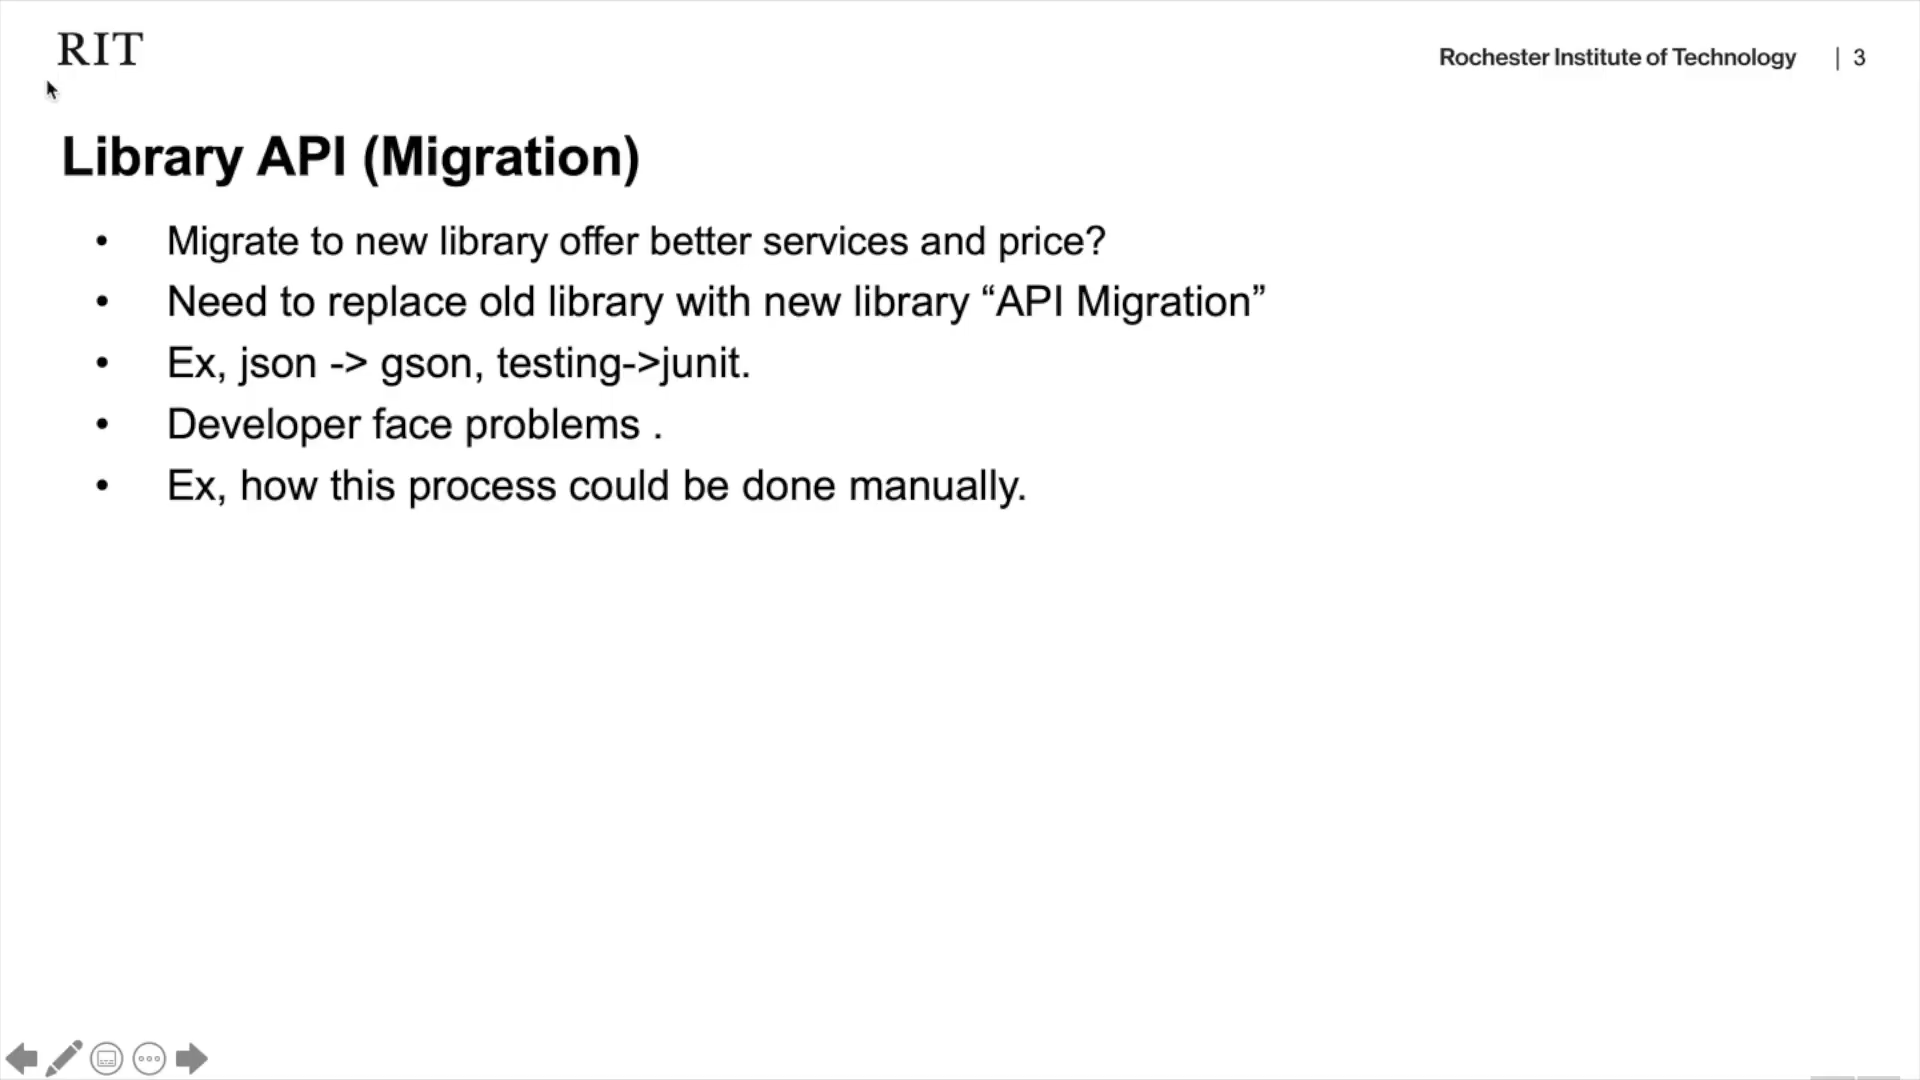 RIT
Rochester Institute of Technology | 3
Library API (Migration)
• Migrate to new library offer better services and price?
• Need to replace old library with new library “API Migration”
• Ex, json -> gson, testing->junit.
• Developer face problems .
• Ex, how this process could be done manually.